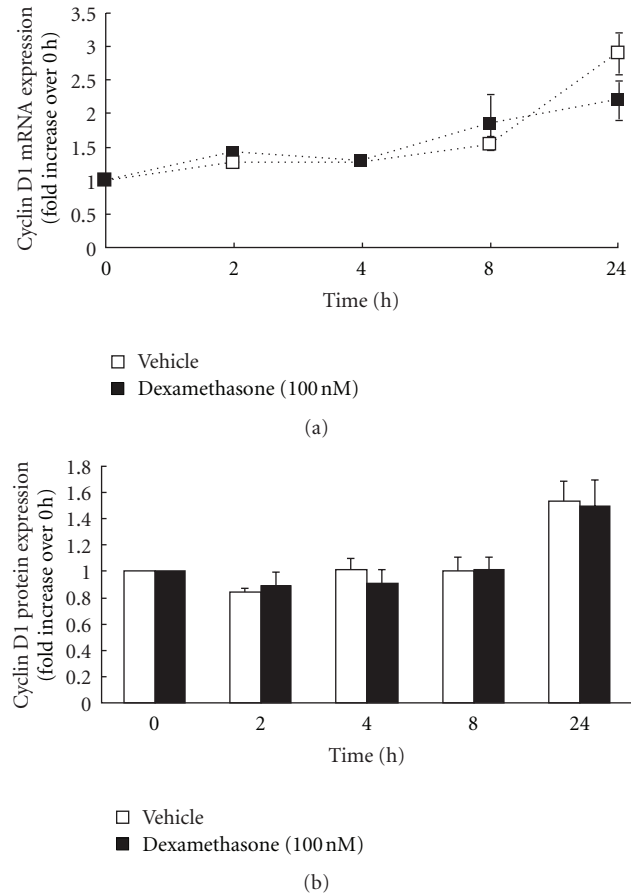 Cyclin D1 mRNA expression
(fold increase over 0 h)
3.5
3
2.5
2
1.5
1
0.5
0
0 2 4 8 24
Time (h)
Vehicle
Dexamethasone (100 nM)
(a)
Cyclin D1 protein expression
(fold increase over 0 h)
1.8
1.6
1.4
1.2
1
0.8
0.6
0.4
0.2
0
0 2 4 8 24
Time (h)
Vehicle
Dexamethasone (100 nM)
(b)